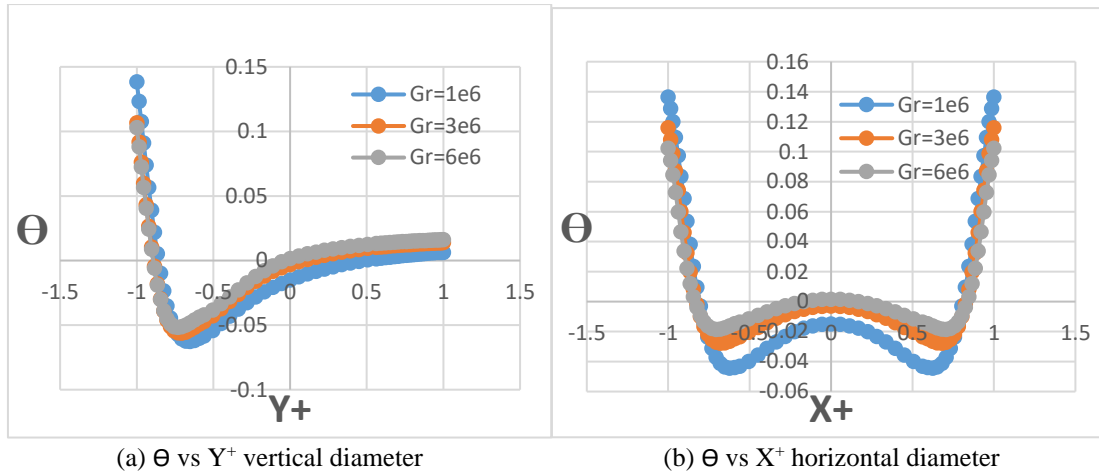 0.15
0.1
0.05
0
-0.05
-0.1
-1.5 -1 -0.5 0 0.5 1 1.5
Gr=1e6
Gr=3e6
Gr=6e6
Ө
Y+
0.16
0.14
0.12
0.1
0.08
0.06
0.04
0.02
0
-0.02
-0.04
-0.06
-1.5 -1 -0.5 0 0.5 1 1.5
Gr=1e6
Gr=3e6
Gr=6e6
Ө
X+
(a) Ө vs Y⁺ vertical diameter
(b) Ө vs X⁺ horizontal diameter